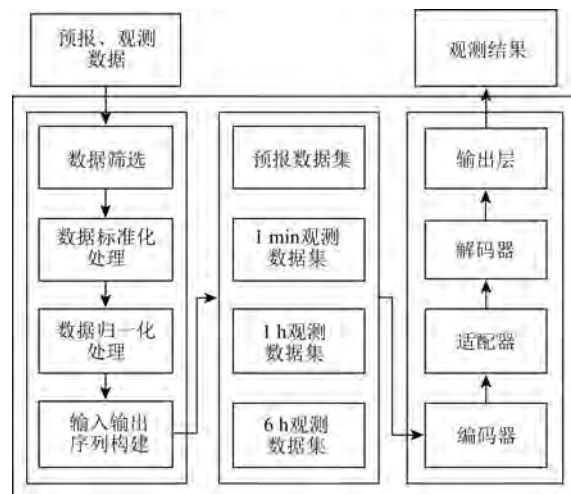 预报、观测
数据
观测结果
数据筛选
数据标准化
处理
数据归一化
处理
输入输出
序列构建
预报数据集
1 min观测
数据集
1 h观测
数据集
6 h观测
数据集
输出层
解码器
适配器
编码器